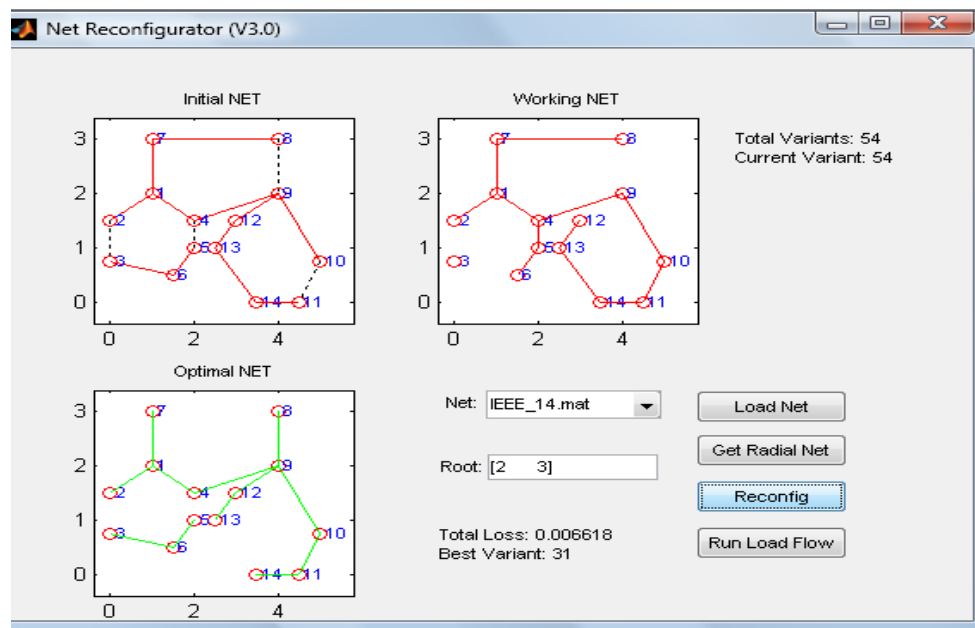 Net Reconfigurator (V3.0)
Initial NET
3
2
1
0
0 2 4
7 8
1 9
2 4 12
5 13
3 6 10
14 11
Working NET
3
2
1
0
0 2 4
7 8
1 9
2 4 12
5 13
3 6 10
14 11
Total Variants: 54
Current Variant: 54
Optimal NET
3
2
1
0
0 2 4
7 8
1 9
2 4 12
5 13
3 6 10
14 11
Net: IEEE_14.mat
Root: [2 3]
Total Loss: 0.006618
Best Variant: 31
Load Net
Get Radial Net
Reconfig
Run Load Flow